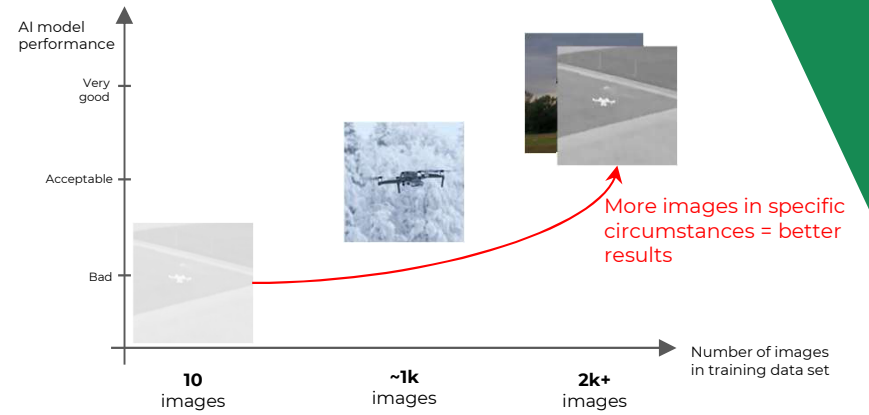 AI model
performance
Very
good
Acceptable
Bad
More images in specific
circumstances = better
results
Number of images
in training data set
10
images
~1k
images
2k+
images